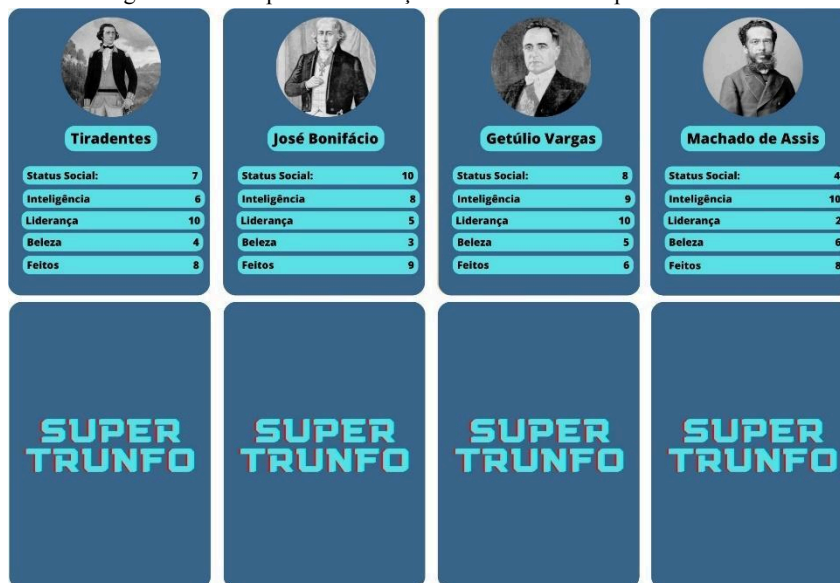 Tiradentes
Status Social: 7
Inteligência 6
Liderança 10
Beleza 4
Feitos 8
José Bonifácio
Status Social: 10
Inteligência 8
Liderança 5
Beleza 3
Feitos 9
Getúlio Vargas
Status Social: 8
Inteligência 9
Liderança 10
Beleza 5
Feitos 6
Machado de Assis
Status Social: 4
Inteligência 10
Liderança 2
Beleza 6
Feitos 8
SUPER
TRUNFO
SUPER
TRUNFO
SUPER
TRUNFO
SUPER
TRUNFO